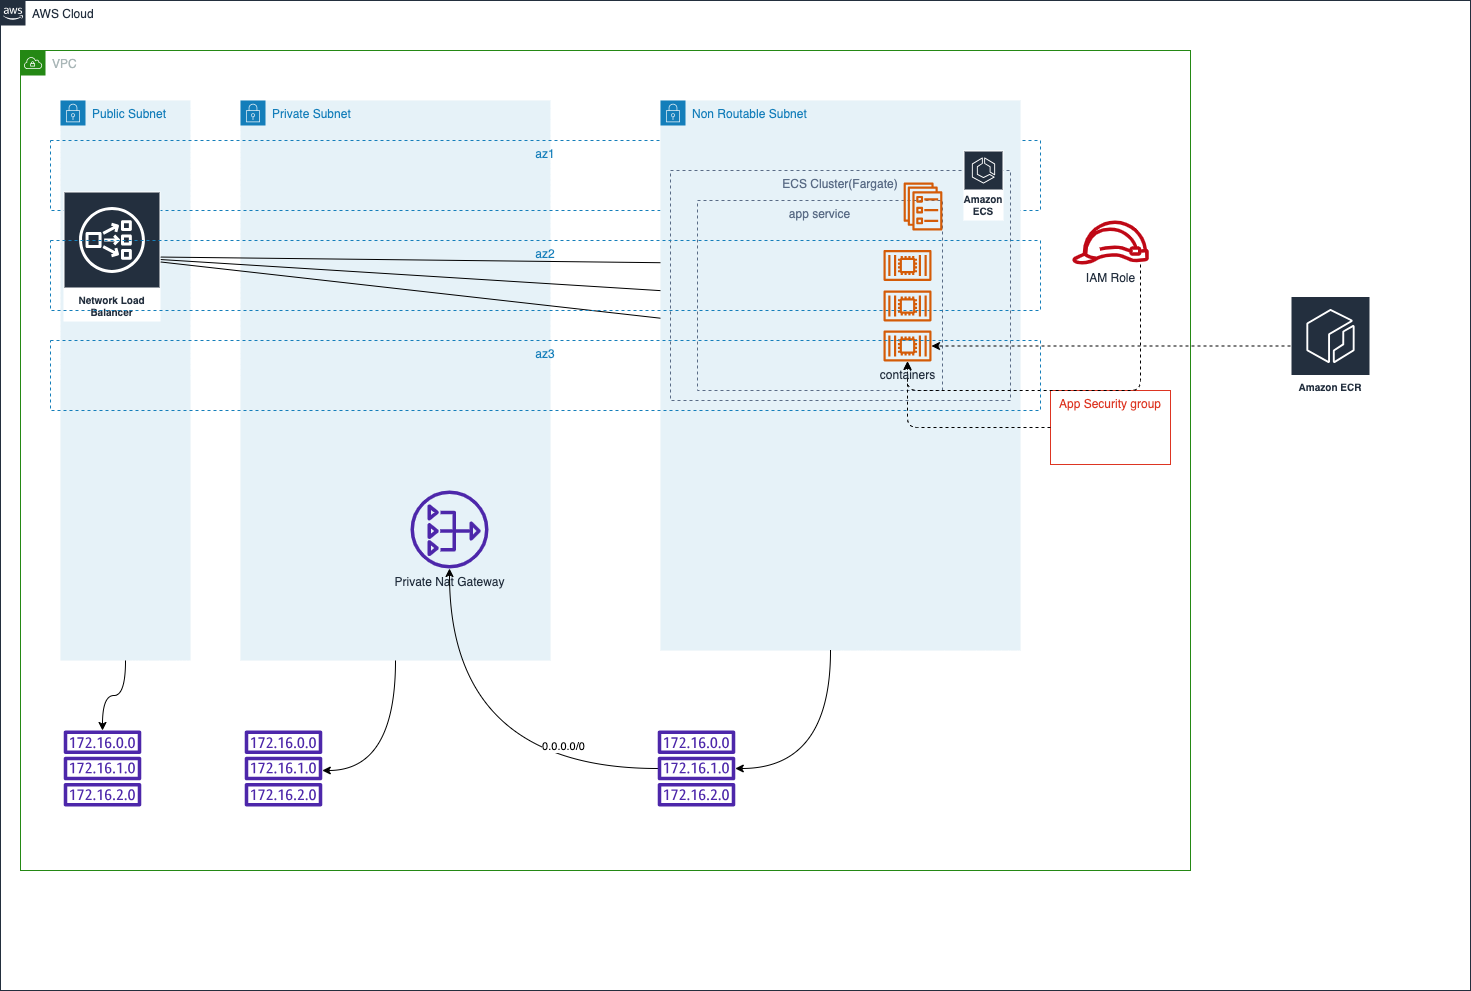 aws
AWS Cloud
VPC
Public Subnet
Private Subnet
Non Routable Subnet
az1
ECS Cluster(Fargate)
Amazon
ECS
app service
az2
IAM Role
Network Load
Balancer
az3
containers
Amazon ECR
App Security group
Private Nat Gateway
0.0.0.0/0
172.16.0.0
172.16.1.0
172.16.2.0
172.16.0.0
172.16.1.0
172.16.2.0
172.16.0.0
172.16.1.0
172.16.2.0